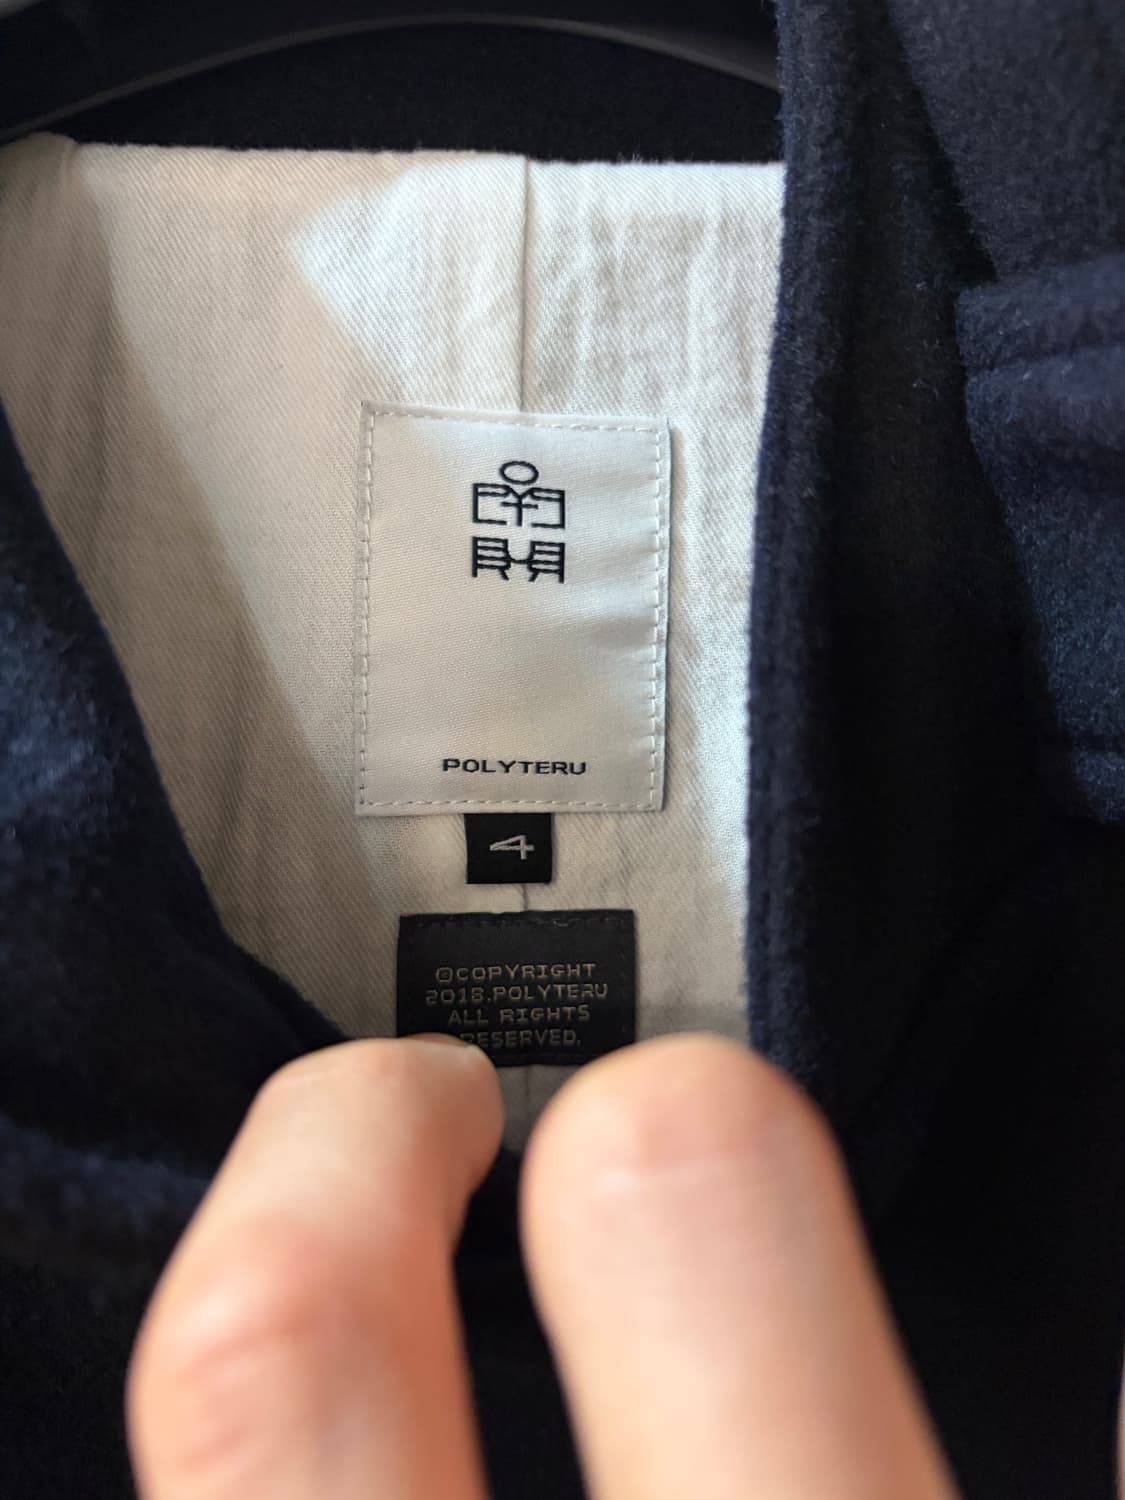 POLYTERU
4
©COPYRIGHT
2018.POLYTERU
ALL RIGHTS
RESERVED.